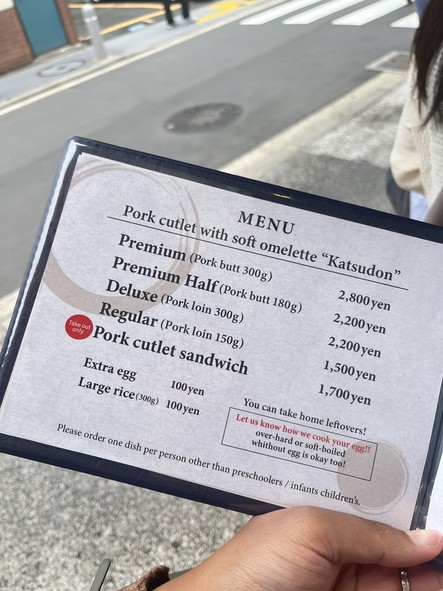 MENU
Pork cutlet with soft omelette “Katsudon”
Premium (Pork butt 300g) 2,800yen
Premium Half (Pork butt 180g) 2,200yen
Deluxe (Pork loin 300g) 2,200yen
Regular (Pork loin 150g) 1,500yen
Take out only Pork cutlet sandwich 1,700yen
Extra egg 100yen
Large rice(300g) 100yen
You can take home leftovers!
Let us know how we cook your egg!!
over-hard or soft-boiled
whithout egg is okay too!
Please order one dish per person other than preschoolers / infants children's.